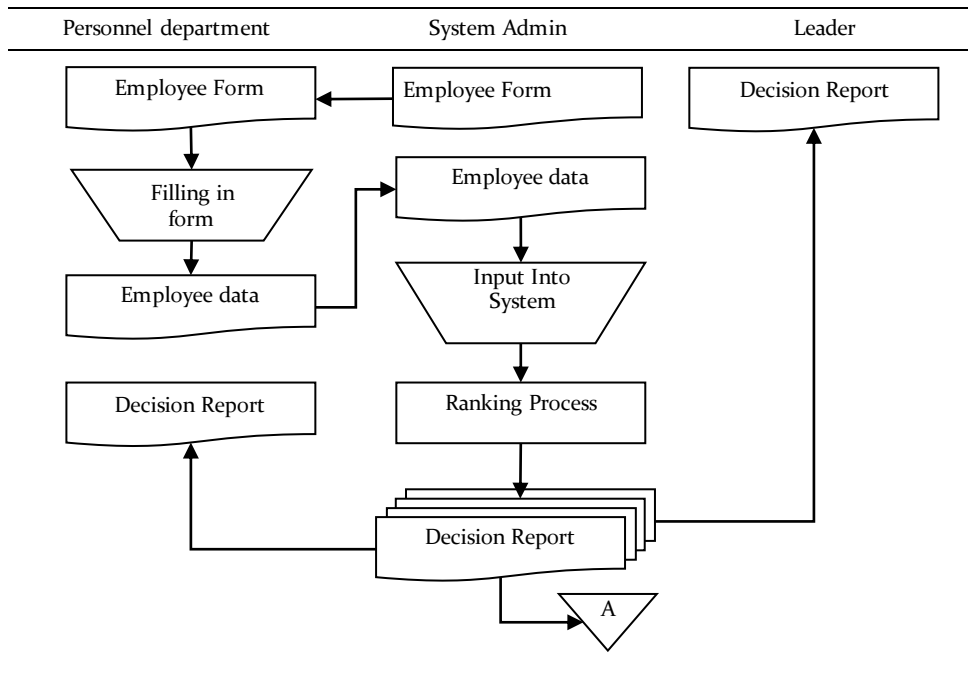 Personnel department
System Admin
Leader
Employee Form
Employee Form
Decision Report
Filling in
form
Employee data
Employee data
Input Into
System
Decision Report
Ranking Process
Decision Report
A